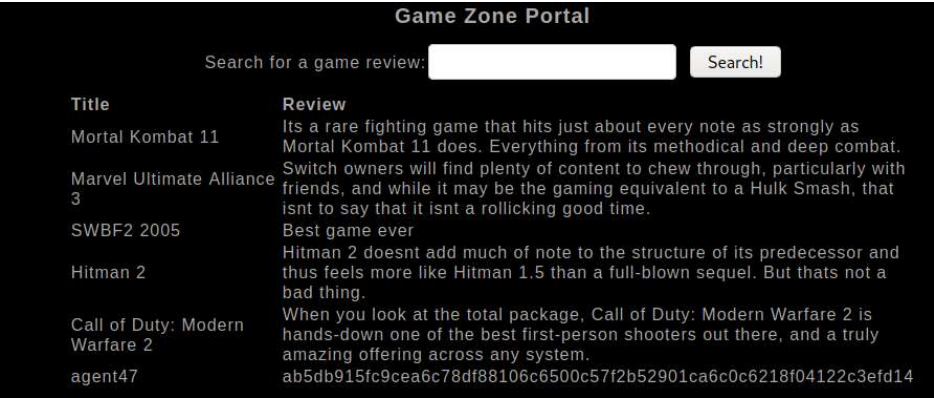 Game Zone Portal
Search for a game review: Search!
Title Review
Mortal Kombat 11 Its a rare fighting game that hits just about every note as strongly as
Mortal Kombat 11 does. Everything from its methodical and deep combat.
Marvel Ultimate Alliance
3
Switch owners will find plenty of content to chew through, particularly with
friends, and while it may be the gaming equivalent to a Hulk Smash, that
isnt to say that it isnt a rollicking good time.
SWBF2 2005 Best game ever
Hitman 2 Hitman 2 doesnt add much of note to the structure of its predecessor and
thus feels more like Hitman 1.5 than a full-blown sequel. But thats not a
bad thing.
Call of Duty: Modern
Warfare 2
When you look at the total package, Call of Duty: Modern Warfare 2 is
hands-down one of the best first-person shooters out there, and a truly
amazing offering across any system.
agent47 ab5db915fc9cea6c78df88106c6500c57f2b52901ca6c0c6218f04122c3efd14